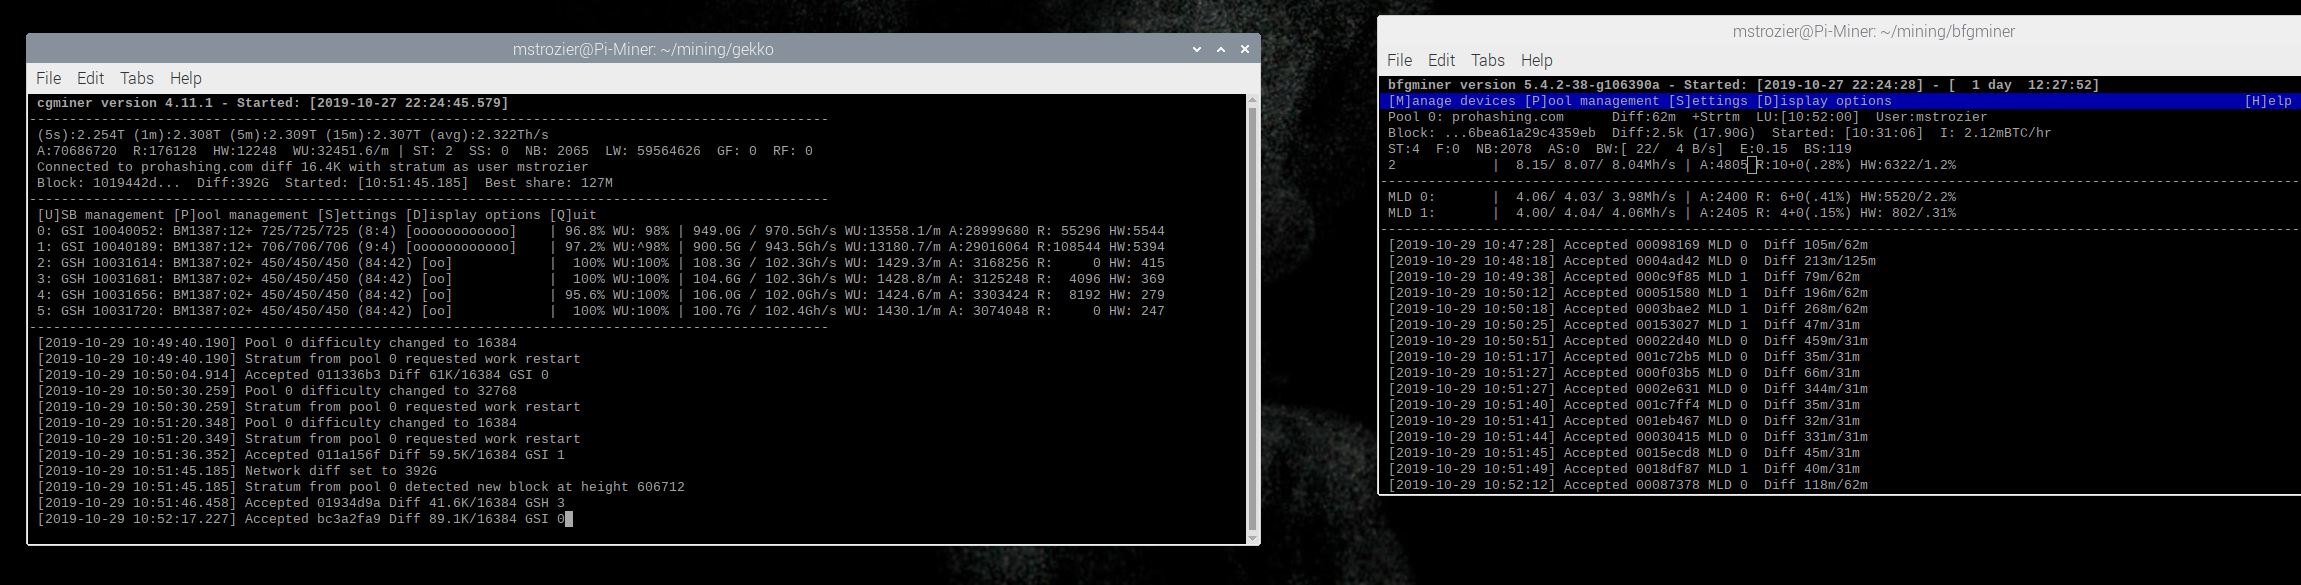 mstrozier@Pi-Miner: ~/mining/gekko
File Edit Tabs Help
cgminer version 4.11.1 - Started: [2019-10-27 22:24:45.579]
--------------------------------------------------------------------------------
(5s):2.254T (1m):2.308T (5m):2.309T (15m):2.307T (avg):2.322Th/s
A:70686720 R:176128 HW:12248 WU:32451.6/m | ST: 2 SS: 0 NB: 2065 LW: 59564626 GF: 0 RF: 0
Connected to prohashing.com diff 16.4K with stratum as user mstrozier
Block: 1019442d... Diff:392G Started: [10:51:45.185] Best share: 127M
--------------------------------------------------------------------------------
[U]SB management [P]ool management [S]ettings [D]isplay options [Q]uit
0: GSI 10040052: BM1387:12+ 725/725/725 (8:4) [oooooooooooo] | 96.8% WU: 98% | 949.0G / 970.5Gh/s WU:13558.1/m A:28999680 R: 55296 HW:5544
1: GSI 10040189: BM1387:12+ 706/706/706 (9:4) [oooooooooooo] | 97.2% WU:^98% | 900.5G / 943.5Gh/s WU:13180.7/m A:29016064 R:108544 HW:5394
2: GSH 10031614: BM1387:02+ 450/450/450 (84:42) [oo] | 100% WU:100% | 108.3G / 102.3Gh/s WU: 1429.3/m A: 3168256 R: 0 HW: 415
3: GSH 10031681: BM1387:02+ 450/450/450 (84:42) [oo] | 100% WU:100% | 104.6G / 102.3Gh/s WU: 1428.8/m A: 3125248 R: 4096 HW: 369
4: GSH 10031656: BM1387:02+ 450/450/450 (84:42) [oo] | 95.6% WU:100% | 106.0G / 102.0Gh/s WU: 1424.6/m A: 3303424 R: 8192 HW: 279
5: GSH 10031720: BM1387:02+ 450/450/450 (84:42) [oo] | 100% WU:100% | 100.7G / 102.4Gh/s WU: 1430.1/m A: 3074048 R: 0 HW: 247
--------------------------------------------------------------------------------
[2019-10-29 10:49:40.190] Pool 0 difficulty changed to 16384
[2019-10-29 10:49:40.190] Stratum from pool 0 requested work restart
[2019-10-29 10:50:04.914] Accepted 011336b3 Diff 61K/16384 GSI 0
[2019-10-29 10:50:30.259] Pool 0 difficulty changed to 32768
[2019-10-29 10:50:30.259] Stratum from pool 0 requested work restart
[2019-10-29 10:51:20.348] Pool 0 difficulty changed to 16384
[2019-10-29 10:51:20.349] Stratum from pool 0 requested work restart
[2019-10-29 10:51:36.352] Accepted 011a156f Diff 59.5K/16384 GSI 1
[2019-10-29 10:51:45.185] Network diff set to 392G
[2019-10-29 10:51:45.185] Stratum from pool 0 detected new block at height 606712
[2019-10-29 10:51:46.458] Accepted 01934d9a Diff 41.6K/16384 GSH 3
[2019-10-29 10:52:17.227] Accepted bc3a2fa9 Diff 89.1K/16384 GSI 0
mstrozier@Pi-Miner: ~/mining/bfgminer
File Edit Tabs Help
bfgminer version 5.4.2-38-g106390a - Started: [2019-10-27 22:24:28] - [ 1 day 12:27:52]
[M]anage devices [P]ool management [S]ettings [D]isplay options [H]elp
Pool 0: prohashing.com Diff:62m +Strtm LU:[10:52:00] User:mstrozier
Block: ...6bea61a29c4359eb Diff:2.5k (17.90G) Started: [10:31:06] I: 2.12mBTC/hr
ST:4 F:0 NB:2078 AS:0 BW:[ 22/ 4 B/s] E:0.15 BS:119
2 | 8.15/ 8.07/ 8.04Mh/s | A:4805 R:10+0(.28%) HW:6322/1.2%
--------------------------------------------------------------------------------
MLD 0: | 4.06/ 4.03/ 3.98Mh/s | A:2400 R: 6+0(.41%) HW:5520/2.2%
MLD 1: | 4.00/ 4.04/ 4.06Mh/s | A:2405 R: 4+0(.15%) HW: 802/.31%
--------------------------------------------------------------------------------
[2019-10-29 10:47:28] Accepted 00098169 MLD 0 Diff 105m/62m
[2019-10-29 10:48:18] Accepted 0004ad42 MLD 0 Diff 213m/125m
[2019-10-29 10:49:38] Accepted 000c9f85 MLD 1 Diff 79m/62m
[2019-10-29 10:50:12] Accepted 00051580 MLD 1 Diff 196m/62m
[2019-10-29 10:50:18] Accepted 0003bae2 MLD 1 Diff 268m/62m
[2019-10-29 10:50:25] Accepted 00153027 MLD 1 Diff 47m/31m
[2019-10-29 10:50:51] Accepted 00022d40 MLD 0 Diff 459m/31m
[2019-10-29 10:51:17] Accepted 001c72b5 MLD 0 Diff 35m/31m
[2019-10-29 10:51:27] Accepted 000f03b5 MLD 0 Diff 66m/31m
[2019-10-29 10:51:27] Accepted 0002e631 MLD 0 Diff 344m/31m
[2019-10-29 10:51:40] Accepted 001c7ff4 MLD 0 Diff 35m/31m
[2019-10-29 10:51:41] Accepted 001eb467 MLD 0 Diff 32m/31m
[2019-10-29 10:51:44] Accepted 00030415 MLD 0 Diff 331m/31m
[2019-10-29 10:51:45] Accepted 0015ecd8 MLD 0 Diff 45m/31m
[2019-10-29 10:51:49] Accepted 0018df87 MLD 1 Diff 40m/31m
[2019-10-29 10:52:12] Accepted 00087378 MLD 0 Diff 118m/62m